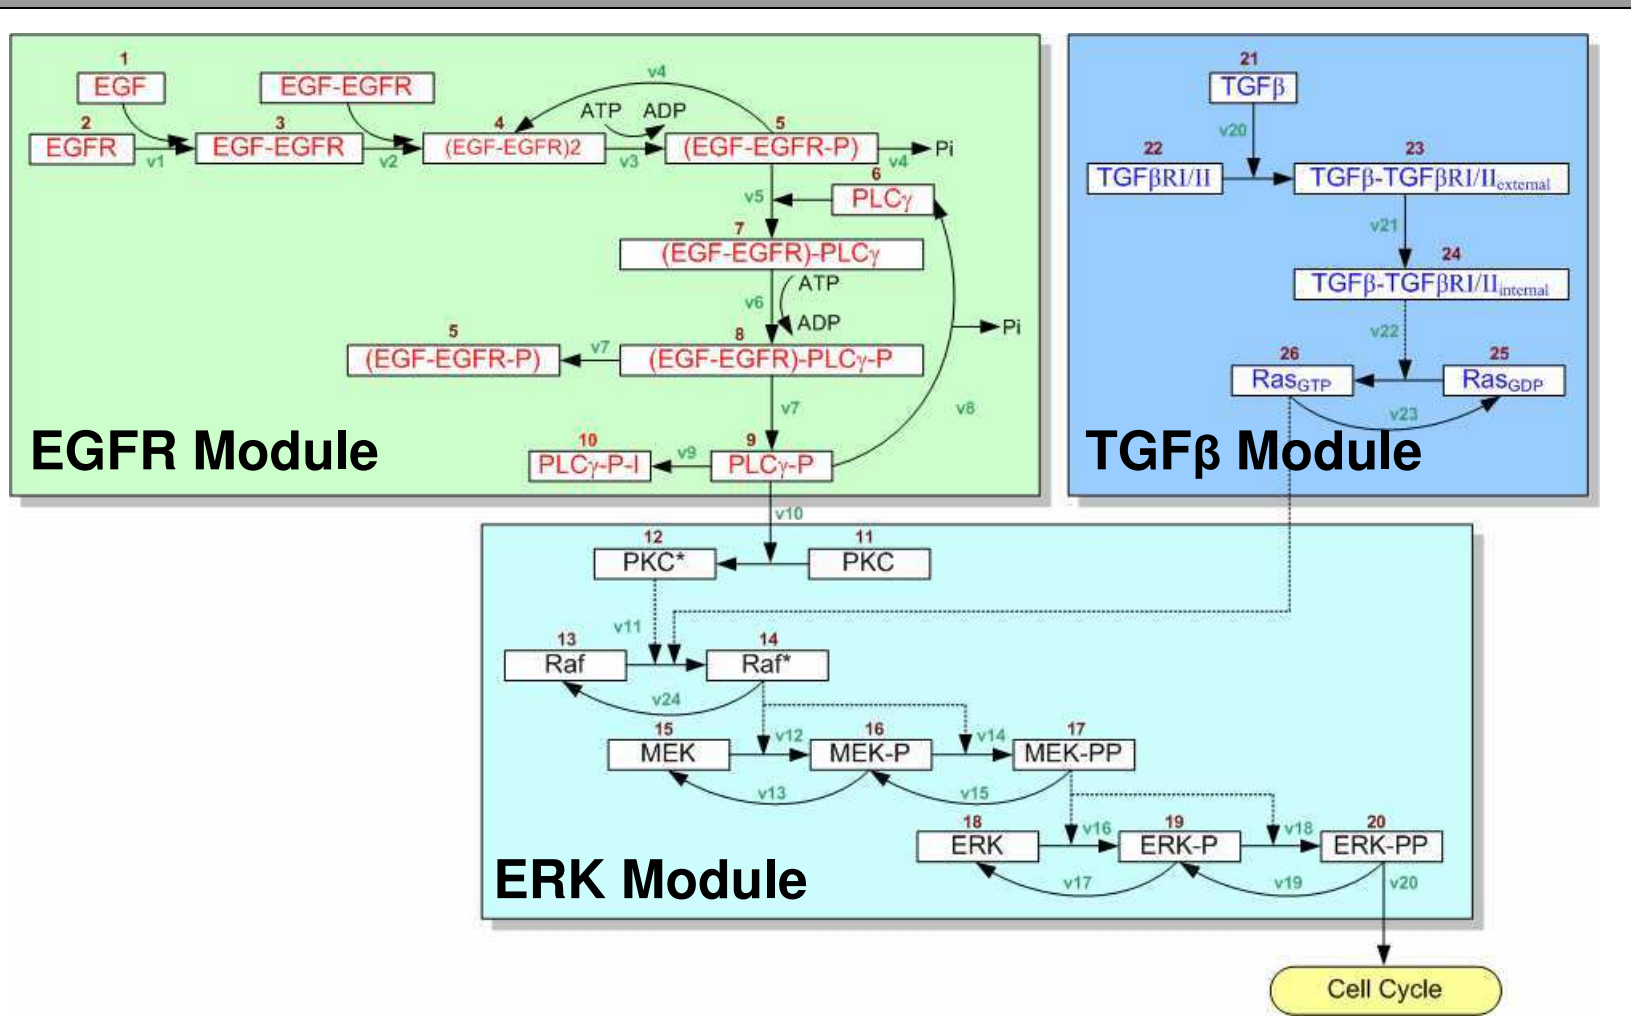 1
EGF
EGF-EGFR
v4
ATP
ADP
2
EGFR
v1
3
EGF-EGFR
v2
4
(EGF-EGFR)2
v3
5
(EGF-EGFR-P)
v4
Pi
6
PLCγ
v5
7
(EGF-EGFR)-PLCγ
v6
ATP
ADP
Pi
5
(EGF-EGFR-P)
v7
8
(EGF-EGFR)-PLCγ-P
v7
v8
10
PLCγ-P-I
v9
9
PLCγ-P
EGFR Module
v10
21
TGFβ
v20
22
TGFβRI/II
23
TGFβ-TGFβRI/IIexternal
v21
24
TGFβ-TGFβRI/IIinternal
v22
26
RasGTP
25
RasGDP
v23
TGFβ Module
12
PKC*
11
PKC
v11
13
Raf
14
Raf*
v24
15
MEK
v12
16
MEK-P
v14
17
MEK-PP
v13
v15
18
ERK
v16
19
ERK-P
v18
20
ERK-PP
v17
v19
v20
ERK Module
Cell Cycle